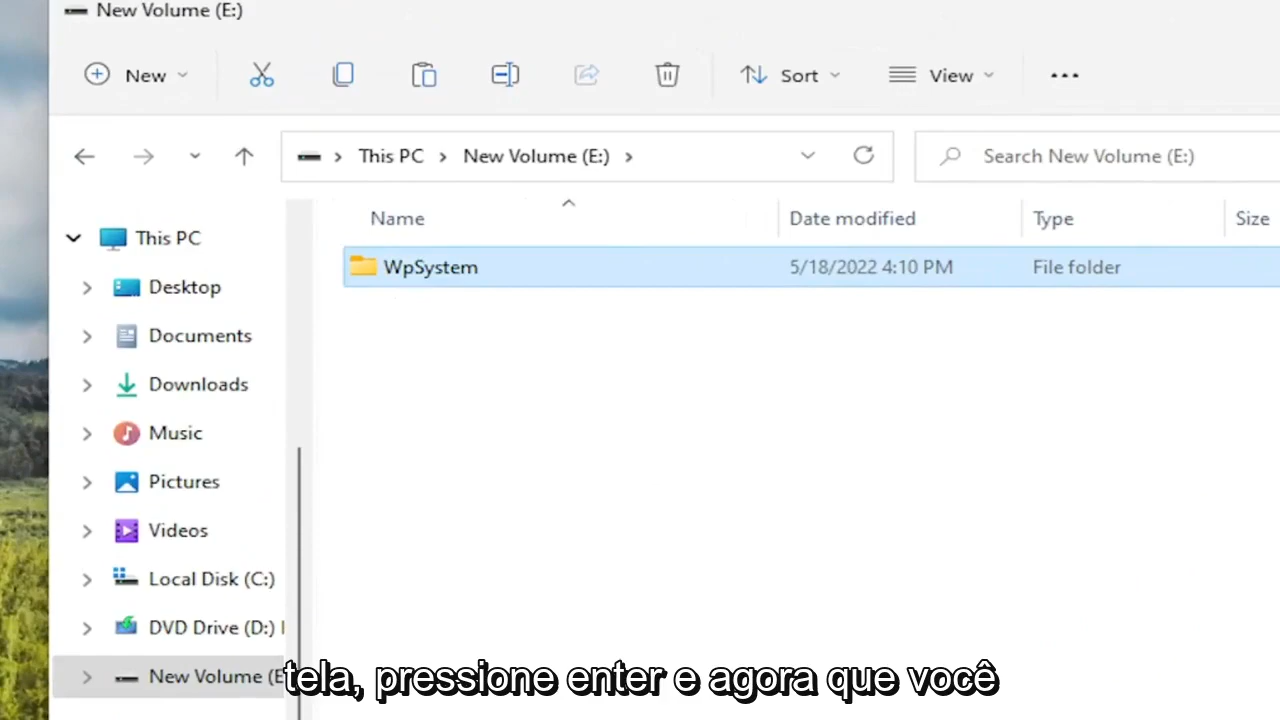 New Volume (E:)
New
Sort
View
This PC
New Volume (E:)
Search New Volume (E:)
Name
Date modified
Type
Size
This PC
WpSystem
5/18/2022 4:10 PM
File folder
Desktop
Documents
Downloads
Music
Pictures
Videos
Local Disk (C:)
DVD Drive (D:)
New Volume (E
tela, pressione enter e agora que você